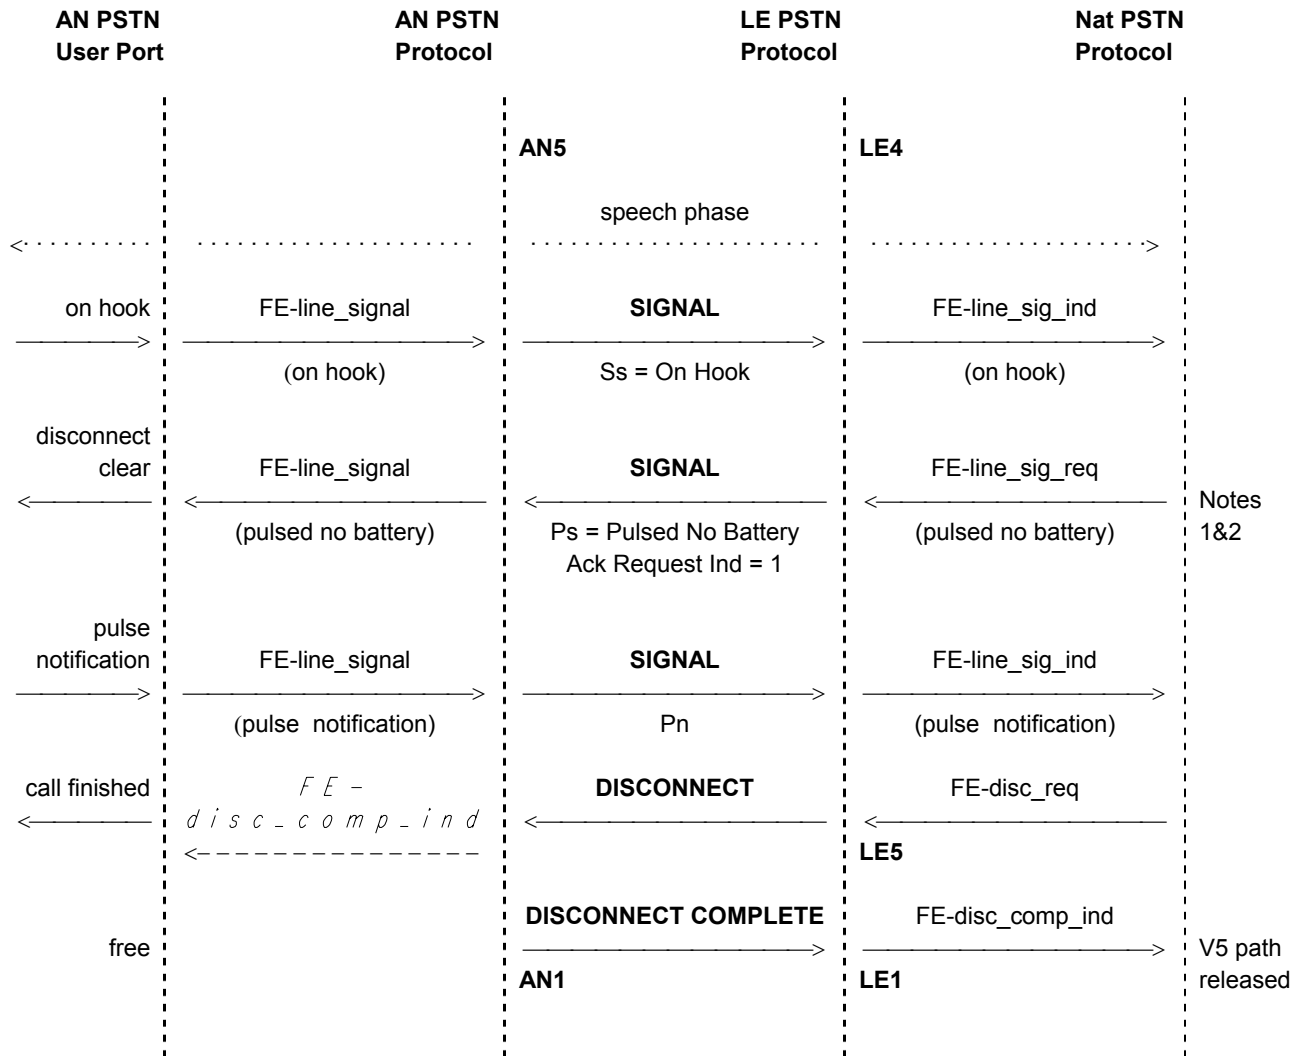 AN PSTN AN PSTN LE PSTN Nat PSTN
User Port Protocol Protocol Protocol
AN5 LE4
speech phase
on hook FE-line_signal SIGNAL FE-line_sig_ind
(on hook) Ss = On Hook (on hook)
disconnect
clear FE-line_signal SIGNAL FE-line_sig_req
Notes
(pulsed no battery) Ps = Pulsed No Battery (pulsed no battery) 1&2
Ack Request Ind = 1
pulse
notification FE-line_signal SIGNAL FE-line_sig_ind
(pulse notification) Pn (pulse notification)
call finished FE- DISCONNECT FE-disc_req
disc_comp_ind
LE5
DISCONNECT COMPLETE FE-disc_comp_ind
free V5 path
AN1 LE1 released